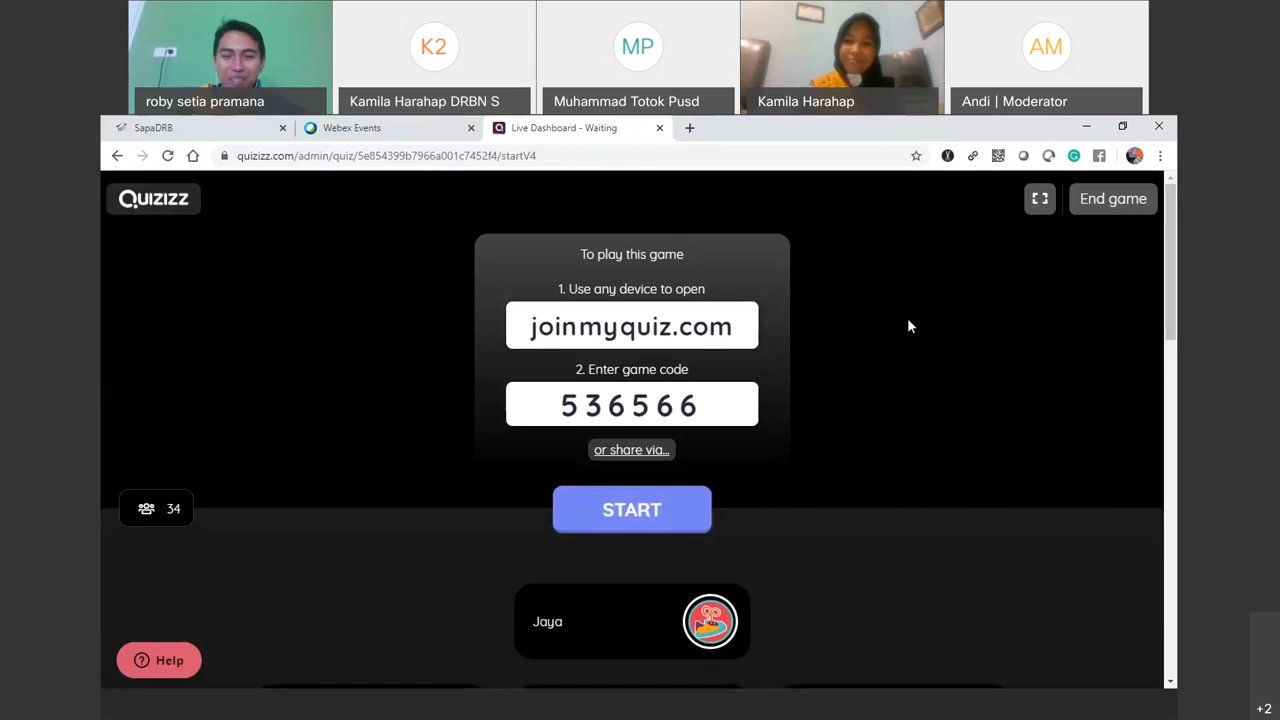 K2
MP
AM
roby setia pramana
Kamila Harahap DRBN S
Muhammad Totok Pusd
Kamila Harahap
Andi | Moderator
SapaDRB
Webex Events
Live Dashboard - Waiting
quizizz.com/admin/quiz/5e854399b7966a001c7452f4/startV4
QUIZIZZ
End game
To play this game
1. Use any device to open
joinmyquiz.com
2. Enter game code
536566
or share via...
34
START
Jaya
Help
+2